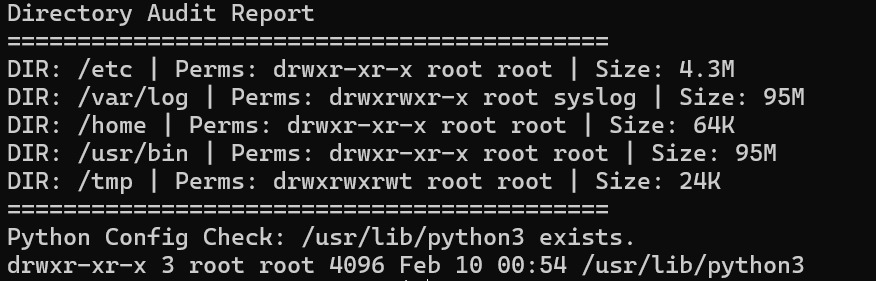 Directory Audit Report
===========================================
DIR: /etc | Perms: drwxr-xr-x root root | Size: 4.3M
DIR: /var/log | Perms: drwxrwxr-x root syslog | Size: 95M
DIR: /home | Perms: drwxr-xr-x root root | Size: 64K
DIR: /usr/bin | Perms: drwxr-xr-x root root | Size: 95M
DIR: /tmp | Perms: drwxrwxrwt root root | Size: 24K
===========================================
Python Config Check: /usr/lib/python3 exists.
drwxr-xr-x 3 root root 4096 Feb 10 00:54 /usr/lib/python3